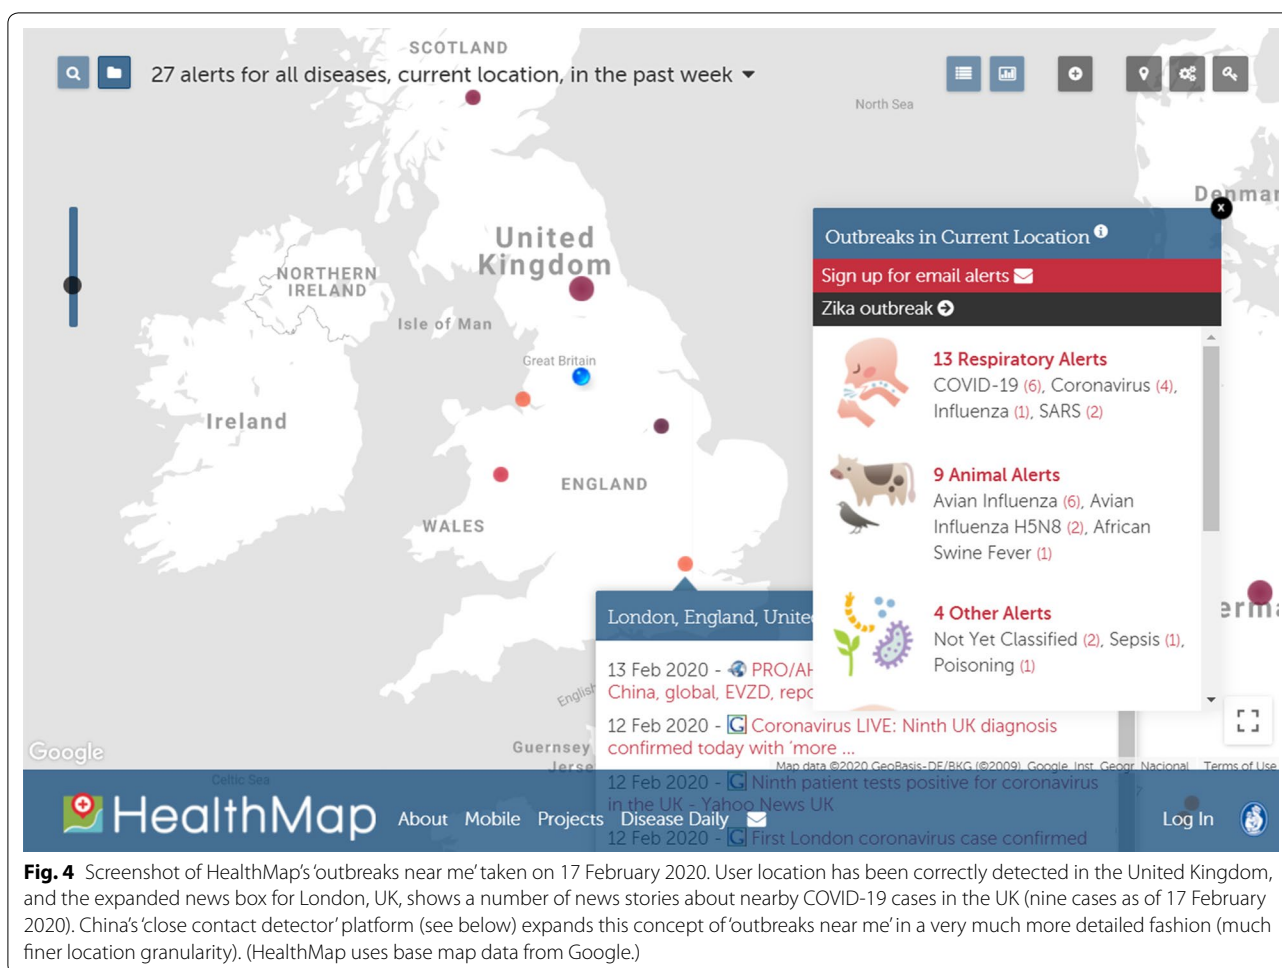 SCOTLAND
27 alerts for all diseases, current location, in the past week
North Sea
Denmar
United
Kingdom
NORTHERN
IRELAND
Isle of Man
Great Britain
Ireland
ENGLAND
WALES
English
Guernsey
Jerse
Celtic Sea
Google
Outbreaks in Current Location
Sign up for email alerts
Zika outbreak
13 Respiratory Alerts
COVID-19 (6), Coronavirus (4),
Influenza (1), SARS (2)
9 Animal Alerts
Avian Influenza (6), Avian
Influenza H5N8 (2), African
Swine Fever (1)
4 Other Alerts
Not Yet Classified (2), Sepsis (1),
Poisoning (1)
erma
London, England, Unite
13 Feb 2020 - PRO/AH
China, global, EVZD, repo
12 Feb 2020 - G Coronavirus LIVE: Ninth UK diagnosis
confirmed today with 'more ...
Map data ©2020 GeoBasis-DE/BKG (©2009), Google, Inst. Geogr. Nacional Terms of Use
12 Feb 2020 - G Ninth patient tests positive for coronavirus
in the UK - Yahoo News UK
12 Feb 2020 - G First London coronavirus case confirmed
HealthMap About Mobile Projects Disease Daily Log In
Fig. 4 Screenshot of HealthMap's 'outbreaks near me' taken on 17 February 2020. User location has been correctly detected in the United Kingdom,
and the expanded news box for London, UK, shows a number of news stories about nearby COVID-19 cases in the UK (nine cases as of 17 February
2020). China's 'close contact detector' platform (see below) expands this concept of 'outbreaks near me' in a very much more detailed fashion (much
finer location granularity). (HealthMap uses base map data from Google.)